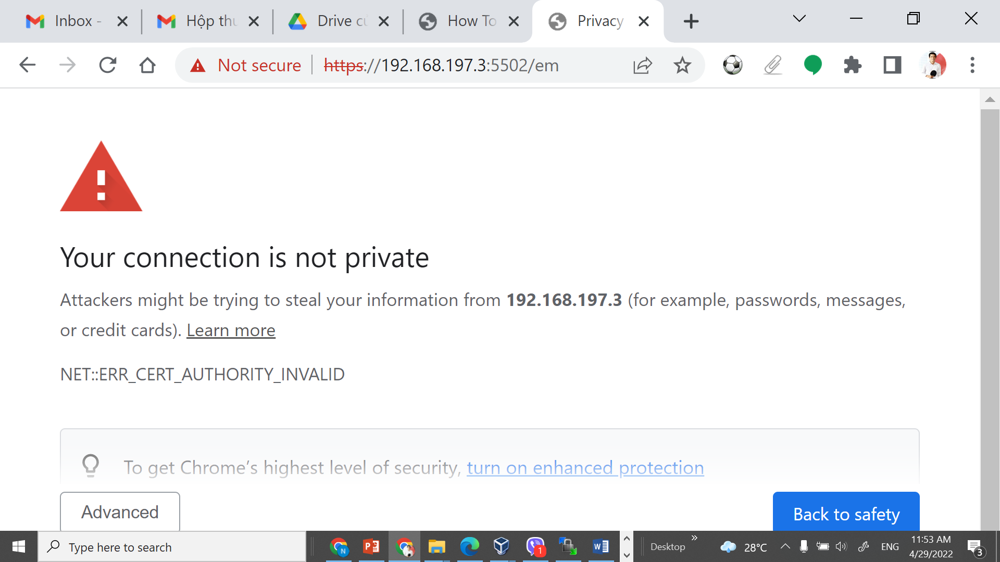 Inbox -
Hộp thư
Drive củ
How To
Privacy
Not secure
https://192.168.197.3:5502/em
Your connection is not private
Attackers might be trying to steal your information from 192.168.197.3 (for example, passwords, messages,
or credit cards). Learn more
NET::ERR_CERT_AUTHORITY_INVALID
To get Chrome’s highest level of security, turn on enhanced protection
Advanced
Back to safety
Type here to search
N
1
Desktop
28°C
ENG
11:53 AM
4/29/2022
3